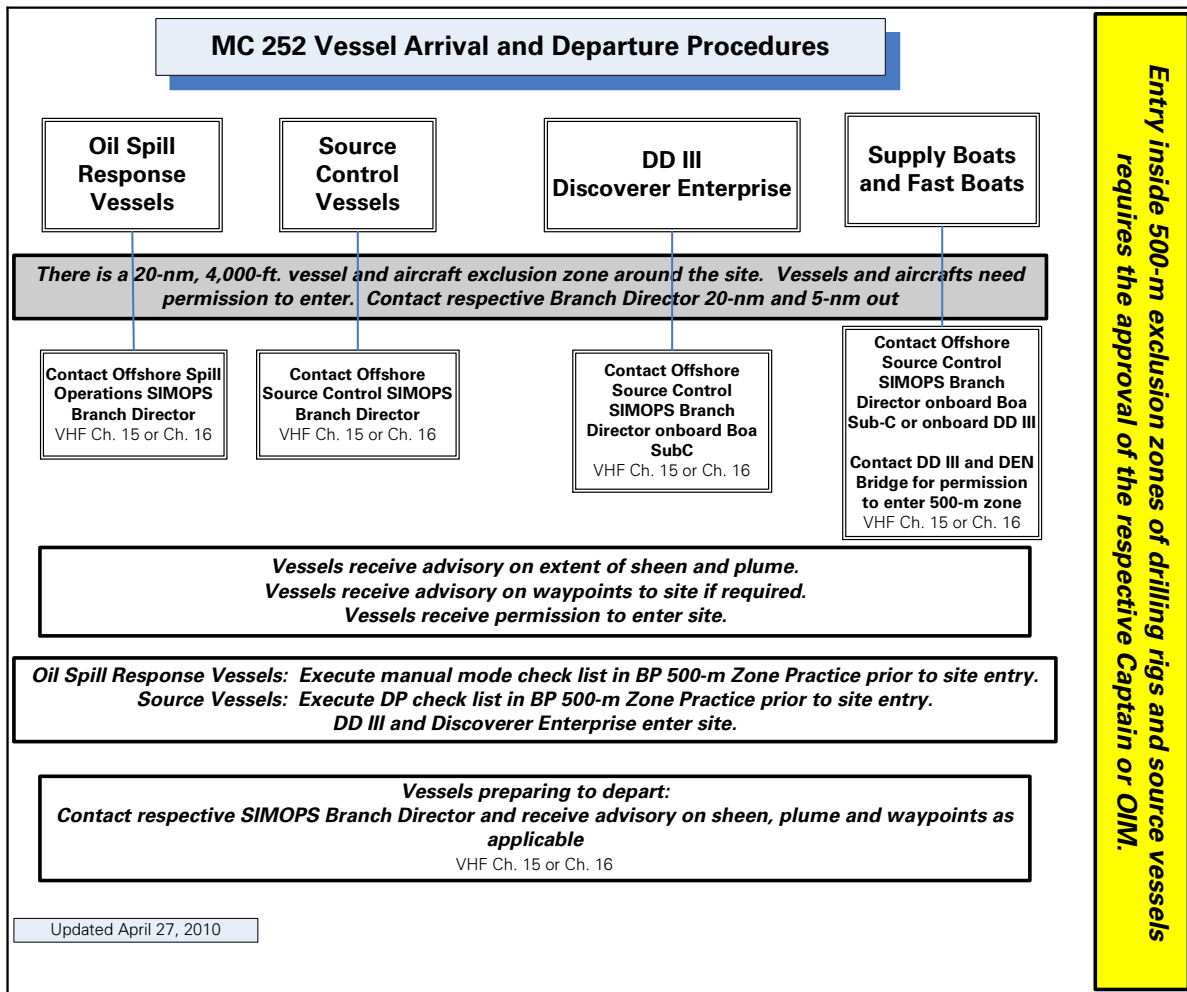 MC 252 Vessel Arrival and Departure Procedures
Oil Spill
Response
Vessels
Source
Control
Vessels
DD III
Discoverer Enterprise
Supply Boats
and Fast Boats
There is a 20-nm, 4,000-ft. vessel and aircraft exclusion zone around the site.  Vessels and aircrafts need
permission to enter.  Contact respective Branch Director 20-nm and 5-nm out
Contact Offshore Spill
Operations SIMOPS
Branch Director
VHF Ch. 15 or Ch. 16
Contact Offshore
Source Control SIMOPS
Branch Director
VHF Ch. 15 or Ch. 16
Contact Offshore
Source Control
SIMOPS Branch
Director onboard Boa
SubC
VHF Ch. 15 or Ch. 16
Contact Offshore
Source Control
SIMOPS Branch
Director onboard Boa
Sub-C or onboard DD III
Contact DD III and DEN
Bridge for permission
to enter 500-m zone
VHF Ch. 15 or Ch. 16
Vessels receive advisory on extent of sheen and plume.
Vessels receive advisory on waypoints to site if required.
Vessels receive permission to enter site.
Oil Spill Response Vessels:  Execute manual mode check list in BP 500-m Zone Practice prior to site entry.
Source Vessels:  Execute DP check list in BP 500-m Zone Practice prior to site entry.
DD III and Discoverer Enterprise enter site.
Vessels preparing to depart:
Contact respective SIMOPS Branch Director and receive advisory on sheen, plume and waypoints as
applicable
VHF Ch. 15 or Ch. 16
Updated April 27, 2010
Entry inside 500-m exclusion zones of drilling rigs and source vessels
requires the approval of the respective Captain or OIM.